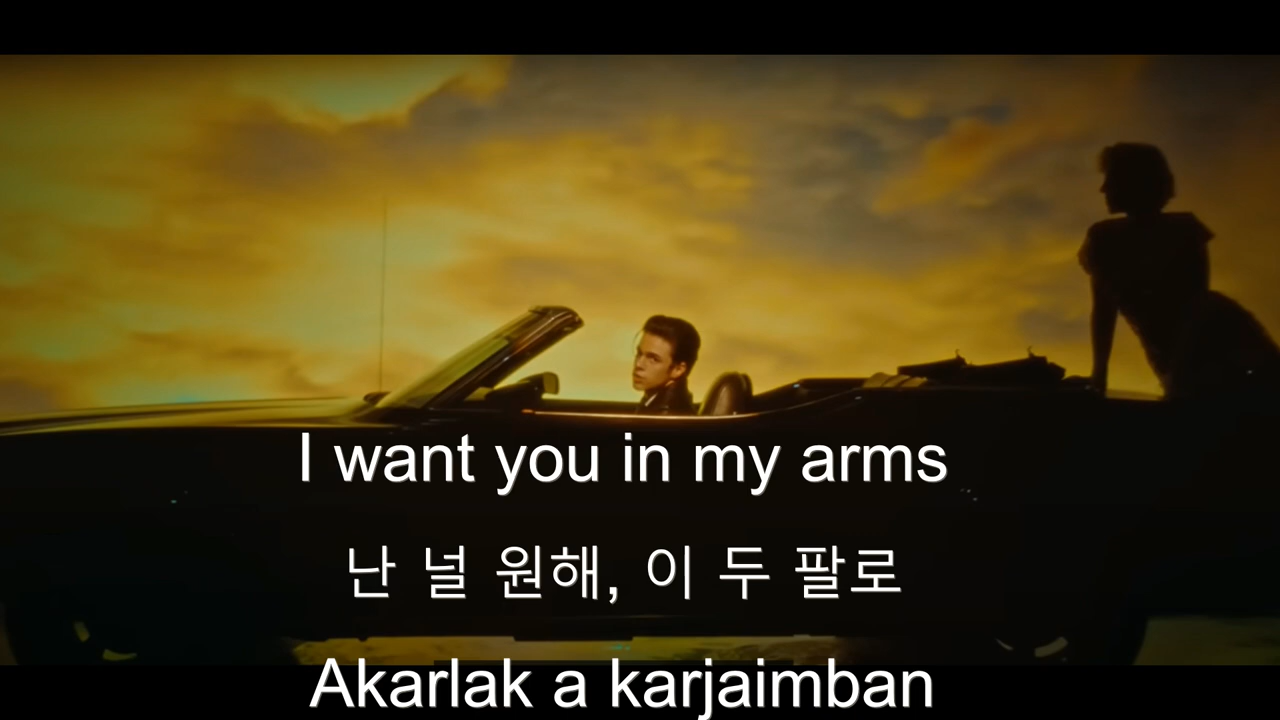 I want you in my arms
난 널 원해, 이 두 팔로
Akarlak a karjaimban